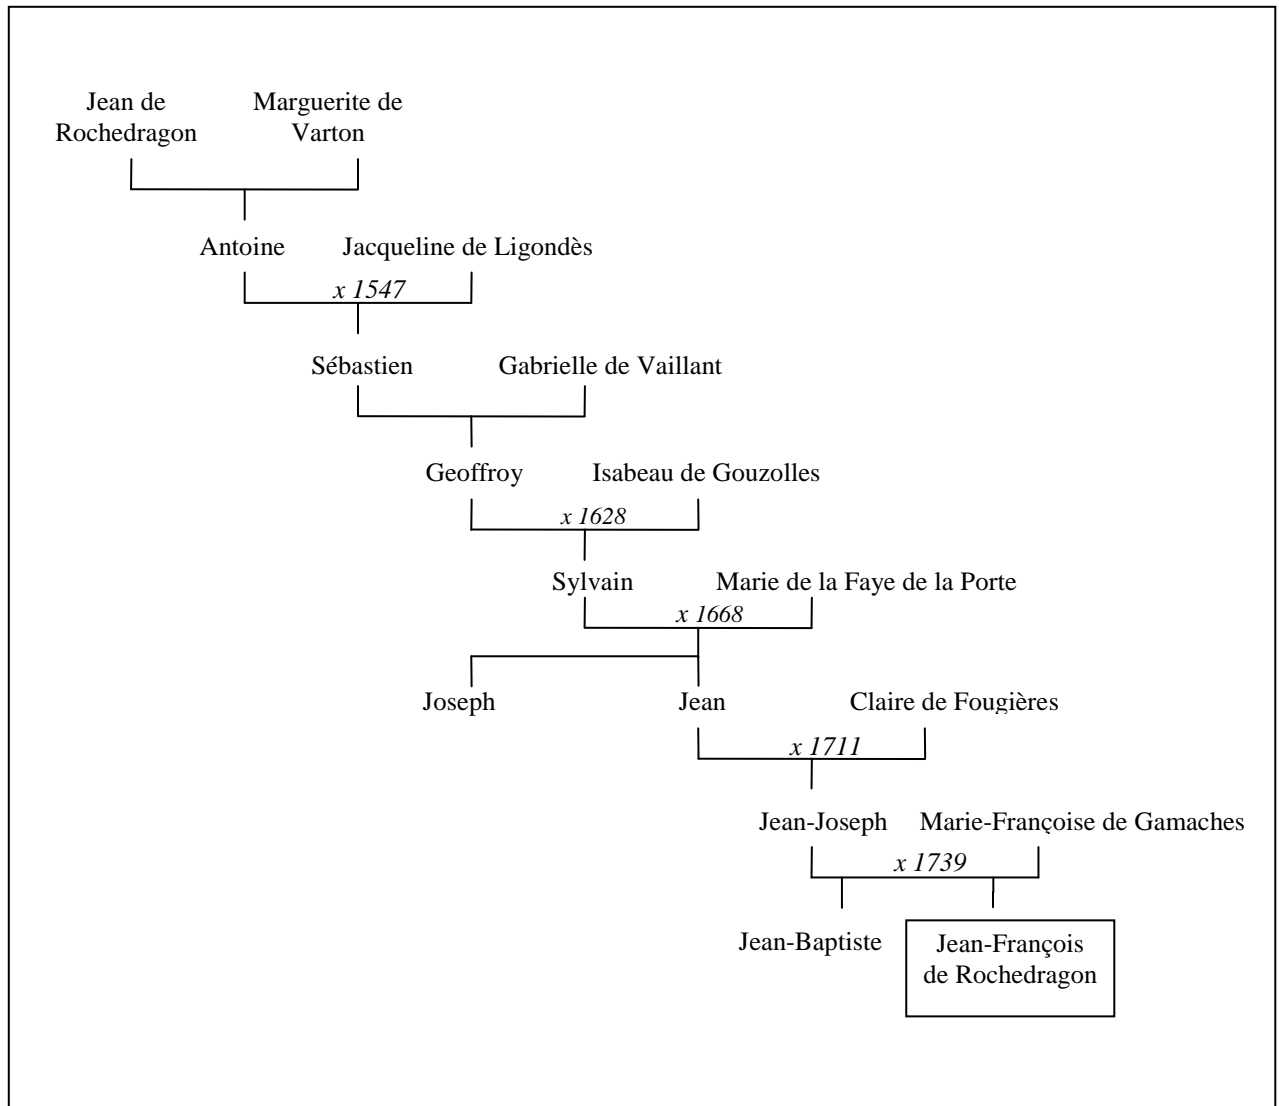 Jean de Rochedragon
Marguerite de Varton
Antoine
Jacqueline de Ligondès
x 1547
Sébastien
Gabrielle de Vaillant
Geoffroy
Isabeau de Gouzolles
x 1628
Sylvain
Marie de la Faye de la Porte
x 1668
Joseph
Jean
Claire de Fougières
x 1711
Jean-Joseph
Marie-Françoise de Gamaches
x 1739
Jean-Baptiste
Jean-François
de Rochedragon